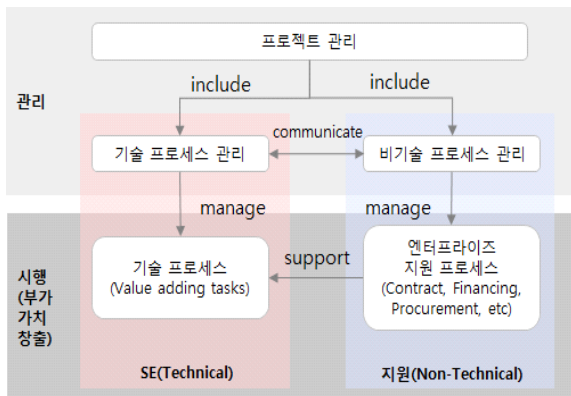 프로젝트 관리
include
include
관리
communicate
기술 프로세스 관리
비기술 프로세스 관리
manage
manage
시행
(부가
가치
창출)
기술 프로세스
(Value adding tasks)
support
엔터프라이즈
지원 프로세스
(Contract, Financing,
Procurement, etc)
SE(Technical)
지원(Non-Technical)